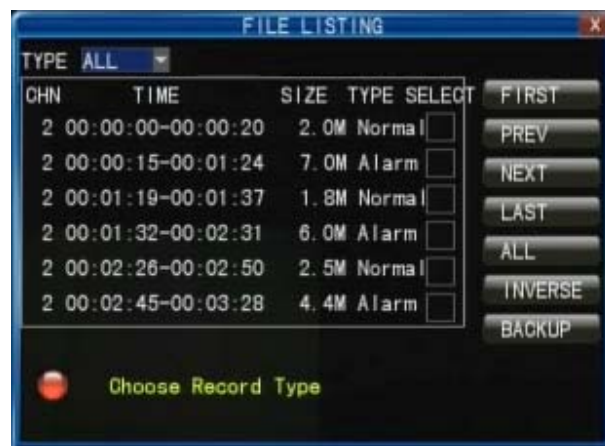 FILE LISTING X
TYPE ALL
CHN TIME SIZE TYPE SELECT
2 00:00:00-00:00:20 2.0M Normal
2 00:00:15-00:01:24 7.0M Alarm
2 00:01:19-00:01:37 1.8M Normal
2 00:01:32-00:02:31 6.0M Alarm
2 00:02:26-00:02:50 2.5M Normal
2 00:02:45-00:03:28 4.4M Alarm
FIRST
PREV
NEXT
LAST
ALL
INVERSE
BACKUP
Choose Record Type